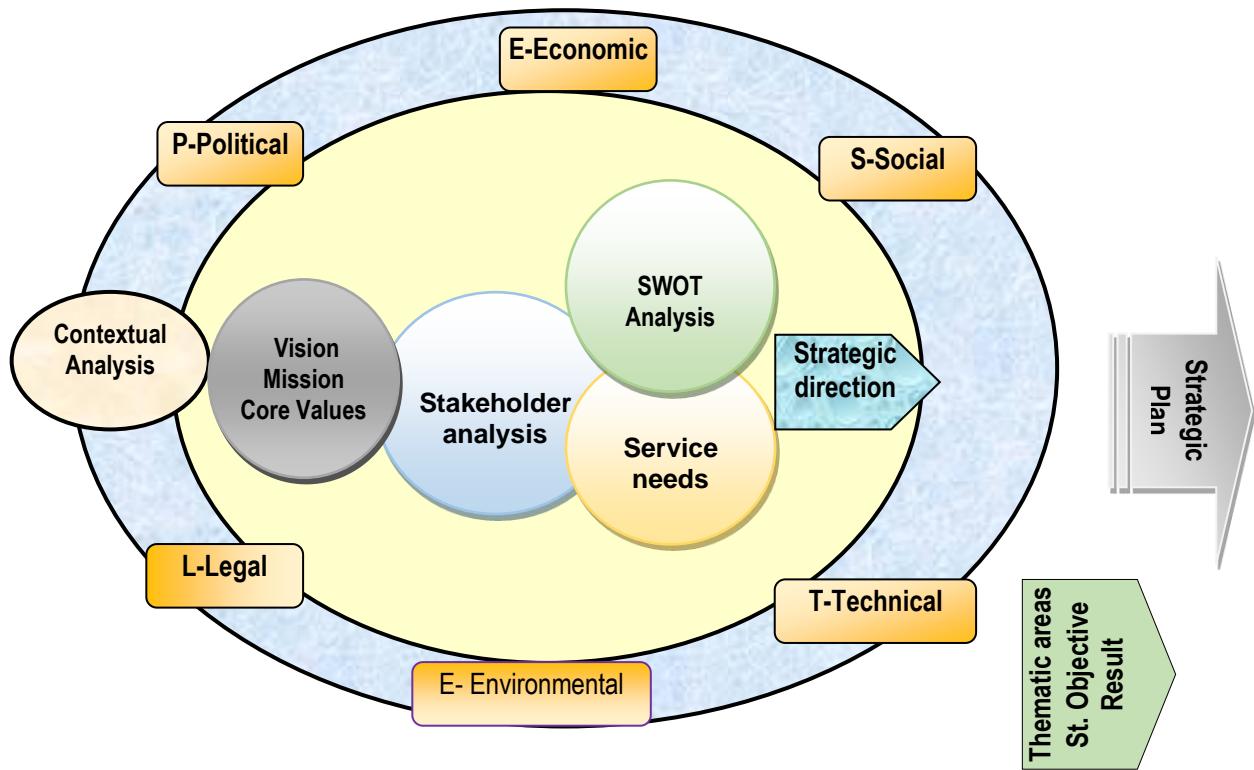 E-Economic
P-Political
S-Social
Contextual
Analysis
Vision
Mission
Core Values
Stakeholder
analysis
SWOT
Analysis
Service
needs
Strategic
direction
Strategic
Plan
L-Legal
T-Technical
E- Environmental
Thematic areas
St. Objective
Result